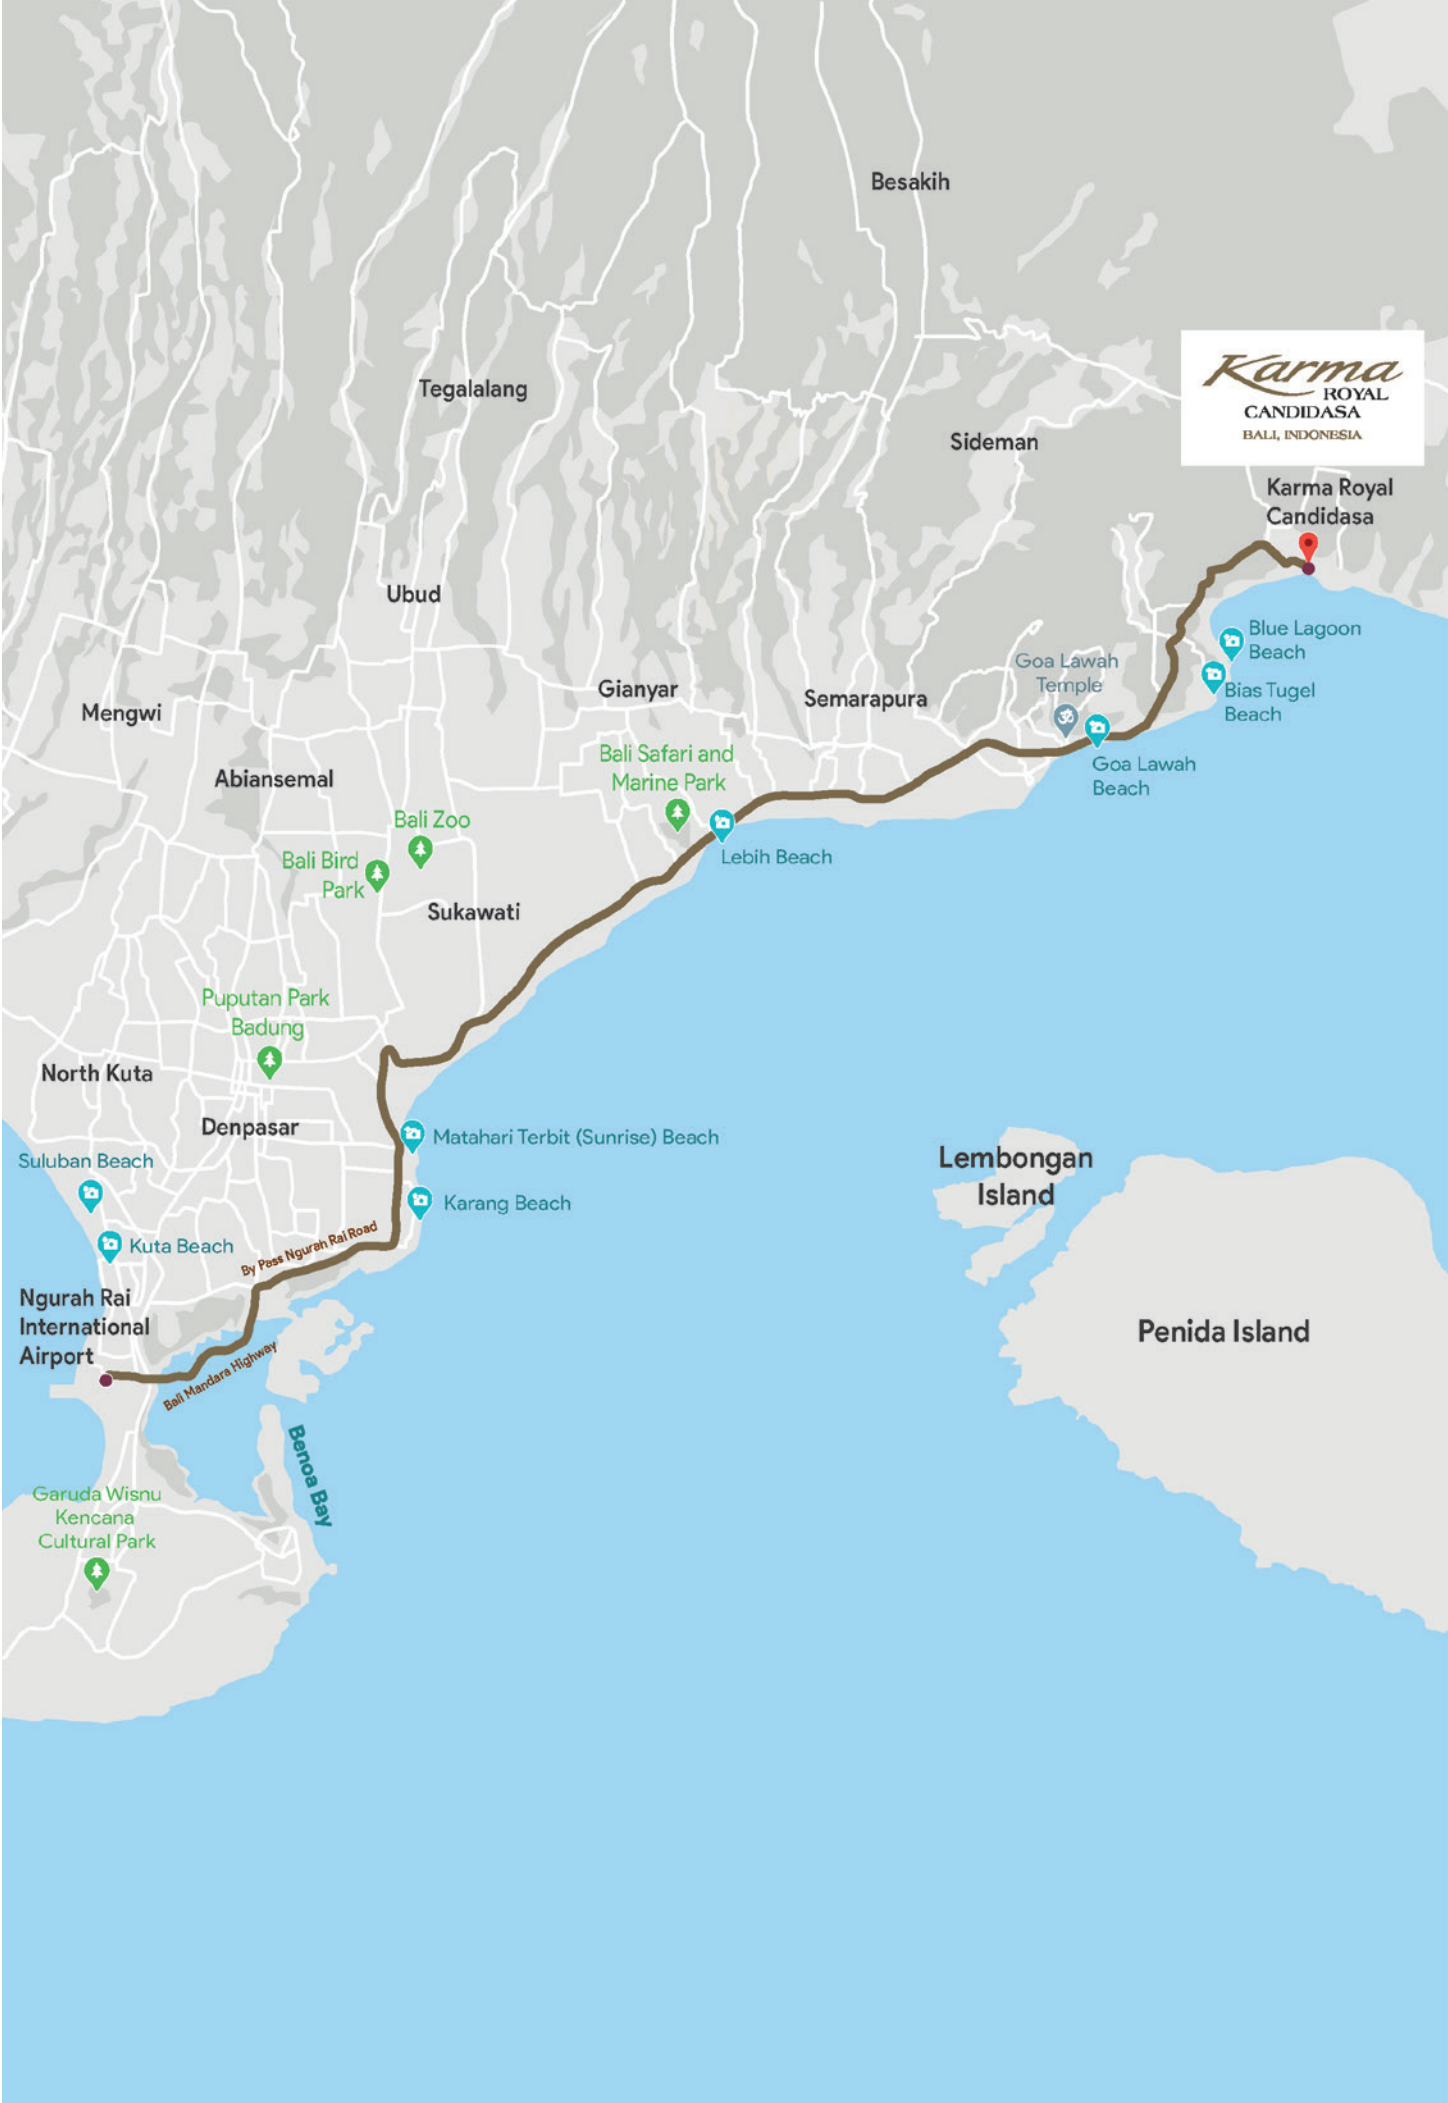 Besakih
Karma
ROYAL
CANDIDASA
BALI, INDONESIA
Tegalalang
Sideman
Karma Royal
Candidasa
Ubud
Blue Lagoon
Beach
Goa Lawah
Temple
Bias Tugel
Beach
Gianyar
Semarapura
Mengwi
Bali Safari and
Marine Park
Goa Lawah
Beach
Abiansemal
Bali Zoo
Bali Bird
Park
Lebih Beach
Sukawati
Puputan Park
Badung
North Kuta
Denpasar
Matahari Terbit (Sunrise) Beach
Suluban Beach
Lembongan
Island
Karang Beach
Kuta Beach
By Pass Ngurah Rai Road
Ngurah Rai
International
Airport
Penida Island
Bali Mandara Highway
Benoa Bay
Garuda Wisnu
Kencana
Cultural Park